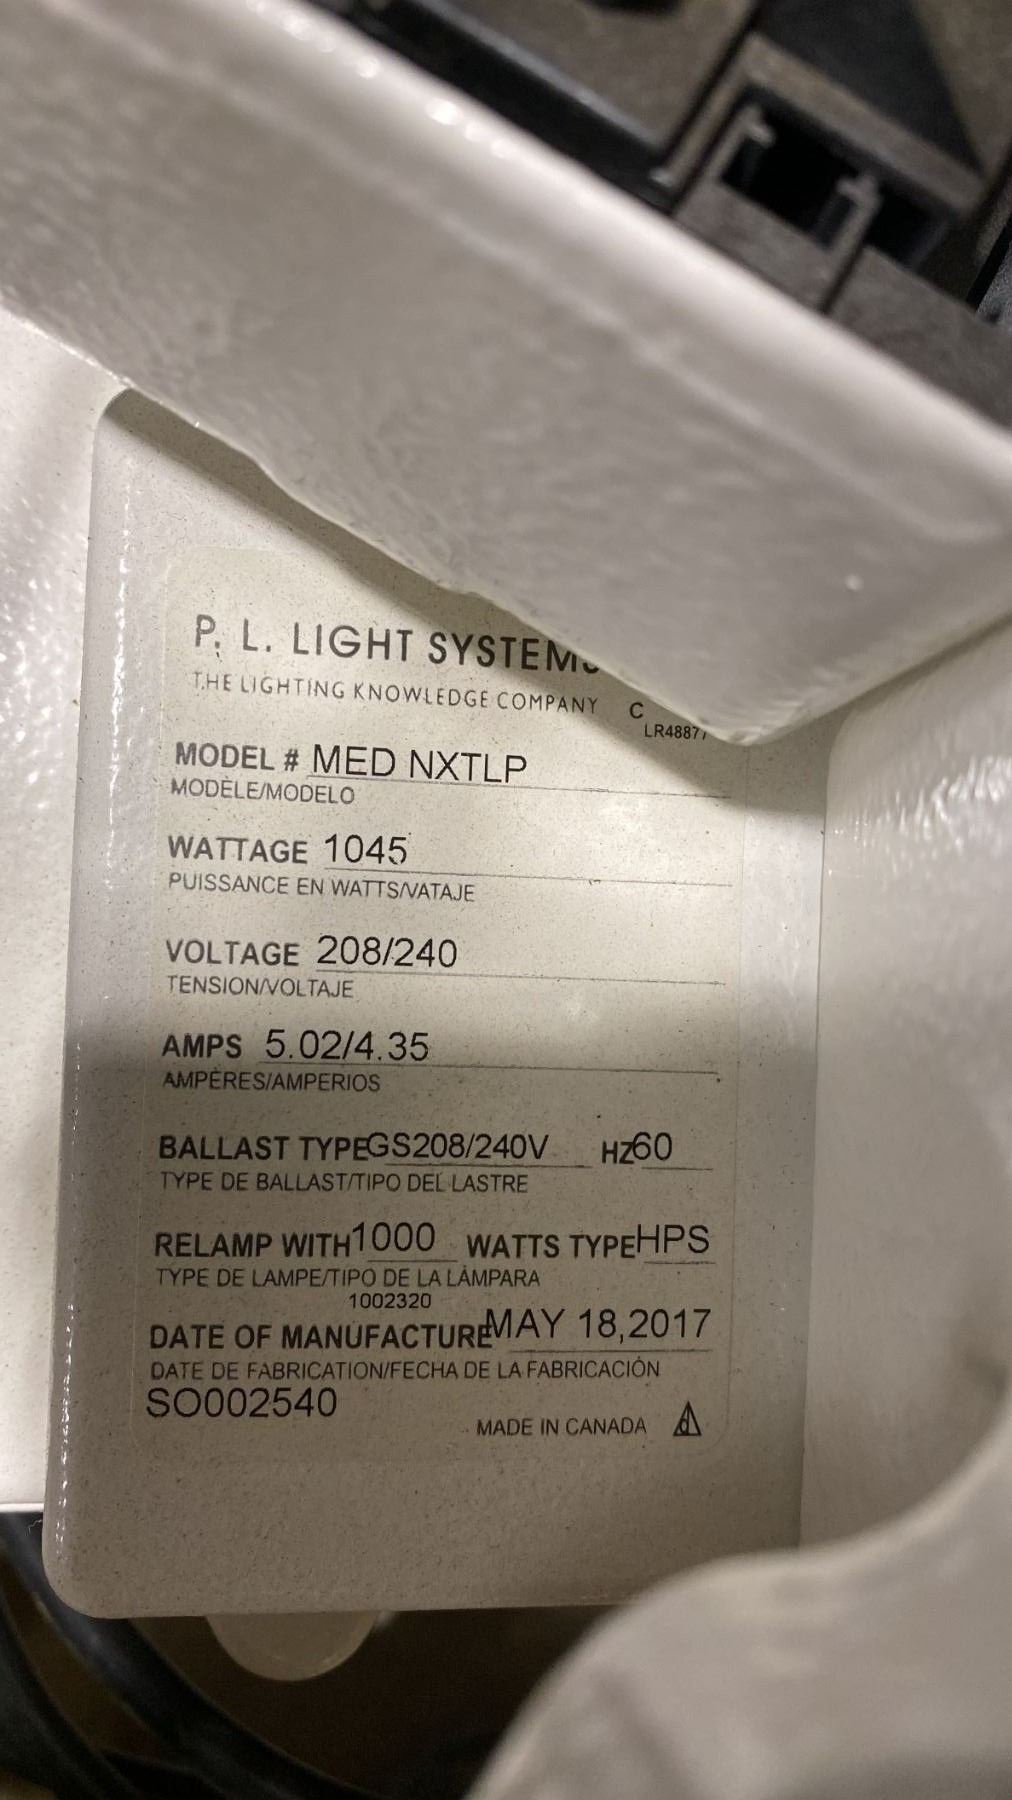 P. L. LIGHT SYSTEMS
THE LIGHTING KNOWLEDGE COMPANY
C
LR48877
MODEL # MED NXTLP
MODÈLE/MODELO
WATTAGE 1045
PUISSANCE EN WATTS/VATAJE
VOLTAGE 208/240
TENSION/VOLTAJE
AMPS 5.02/4.35
AMPÈRES/AMPERIOS
BALLAST TYPE GS208/240V HZ 60
TYPE DE BALLAST/TIPO DEL LASTRE
RELAMP WITH 1000 WATTS TYPE HPS
TYPE DE LAMPE/TIPO DE LA LÁMPARA
1002320
DATE OF MANUFACTURE MAY 18,2017
DATE DE FABRICATION/FECHA DE LA FABRICACIÓN
SO002540
MADE IN CANADA